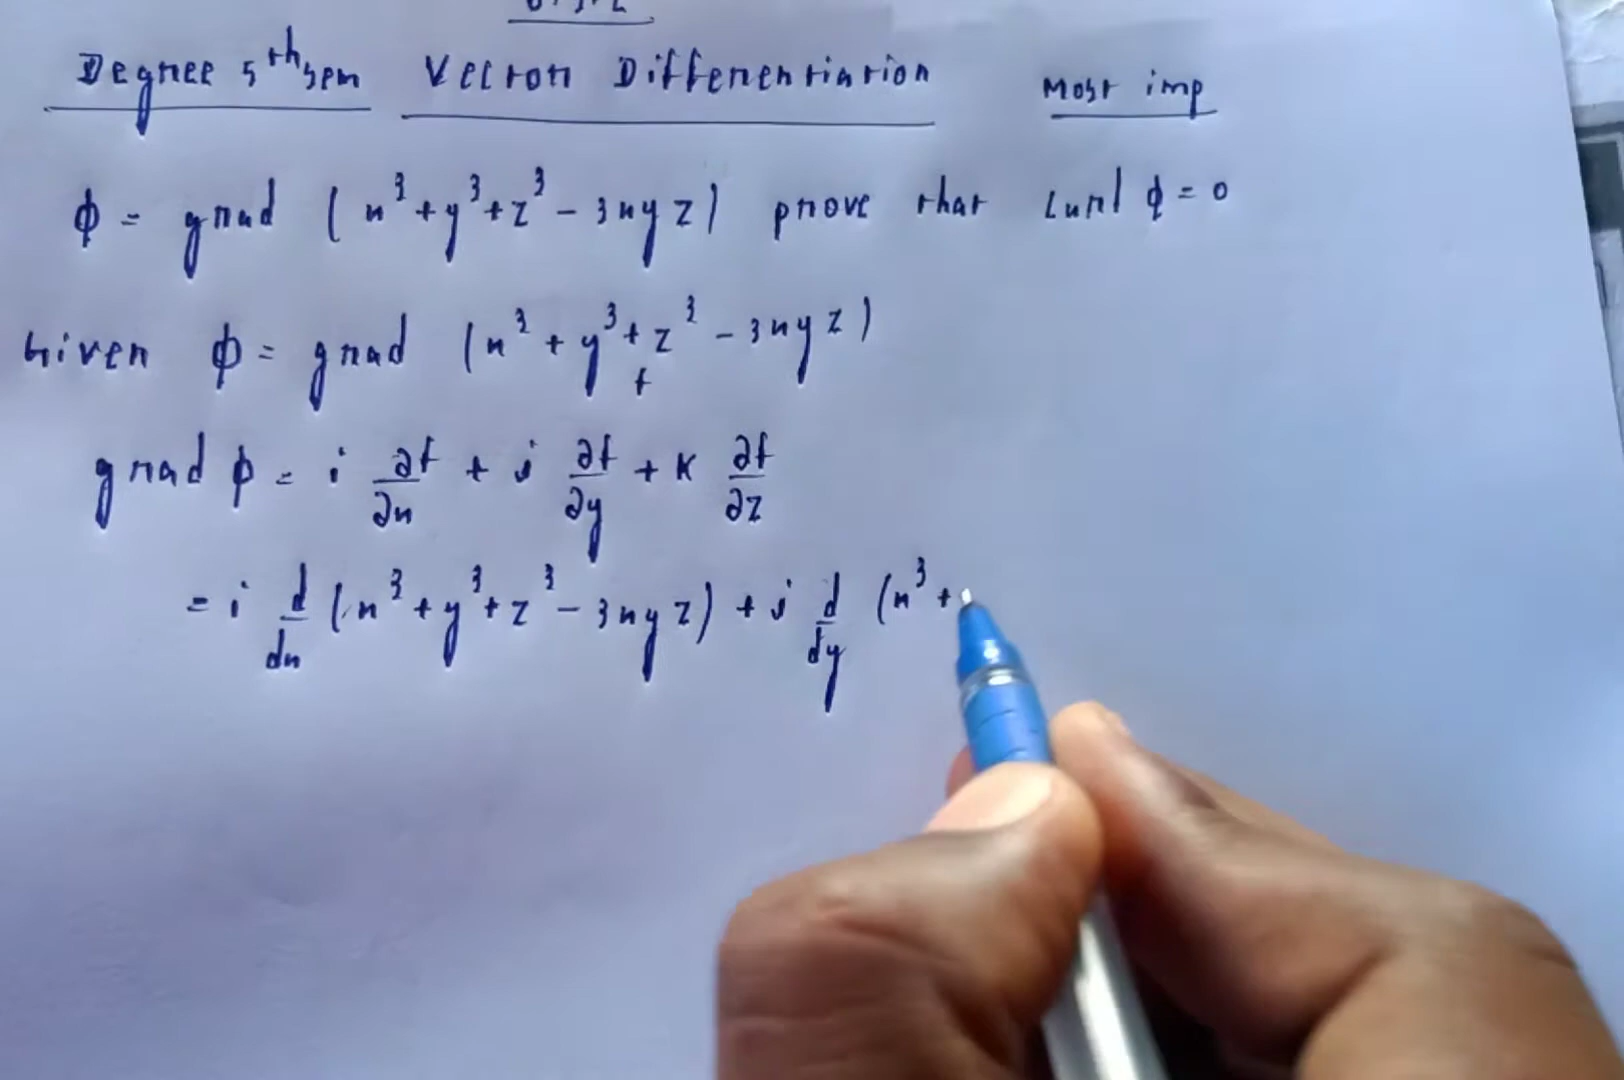 Degree 5th sem Vector Differentiation Most imp
ϕ = grad (x³+y³+z³ - 3xyz) prove that curl ϕ = 0
Given ϕ = grad (x³ + y³ + z³ - 3xyz)
f
grad ϕ = i ∂f/∂x + j ∂f/∂y + k ∂f/∂z
= i d/dx (x³+y³+z³ - 3xyz) + j d/dy (x³ +